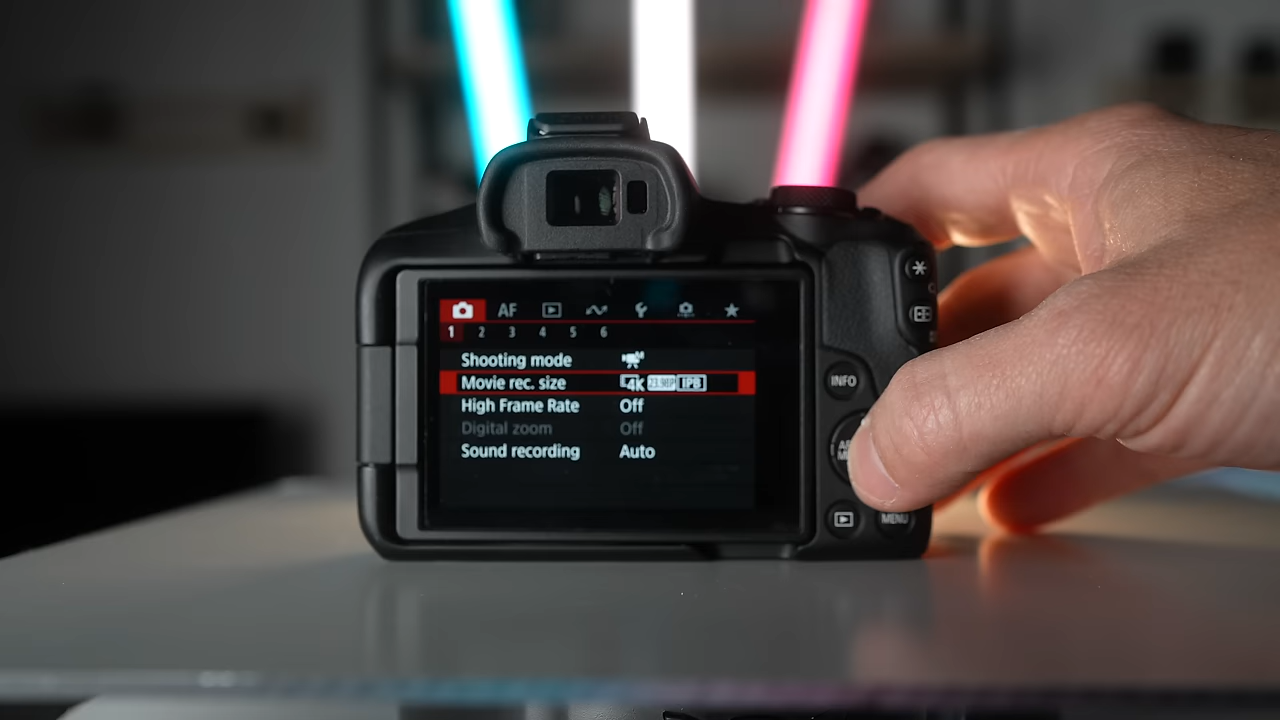 AF
1 2 3 4 5 6
Shooting mode
Movie rec. size 4K 23.98P IPB
High Frame Rate Off
Digital zoom Off
Sound recording Auto
INFO
MENU